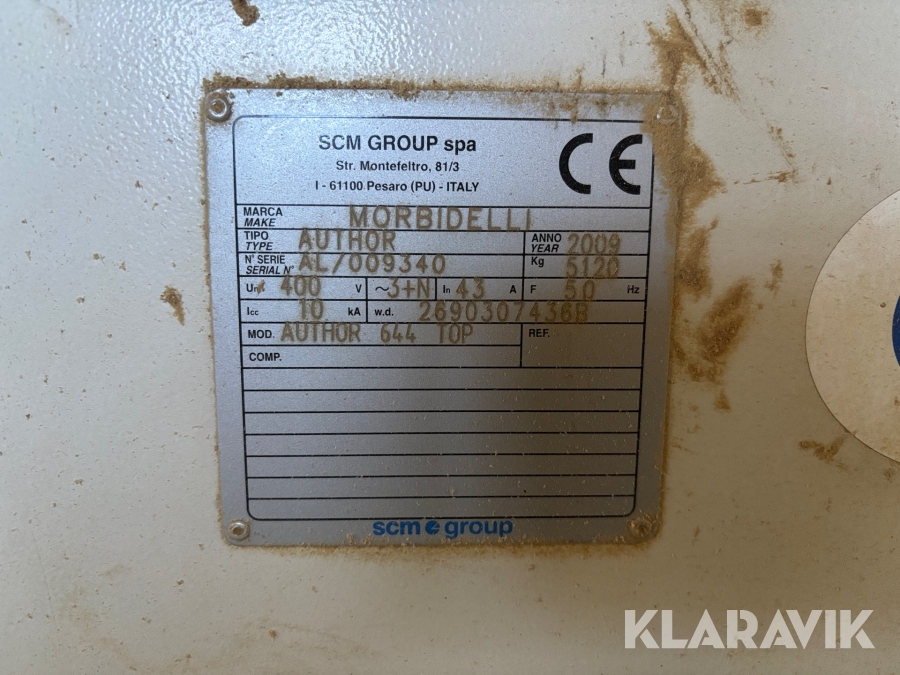 SCM GROUP spa
Str. Montefeltro, 81/3
I - 61100 Pesaro (PU) - ITALY
CE
MARCA
MAKE
MORBIDELLI
TIPO
TYPE
AUTHOR
ANNO
YEAR
2009
N° SERIE
SERIAL N°
AL/009340
Kg
5120
Un 400 V ~3+N In 43 A F 50 Hz
Icc 10 kA w.d. 2690307436B
MOD. AUTHOR 644 TOP REF.
COMP.
scm group
KLARAVIK